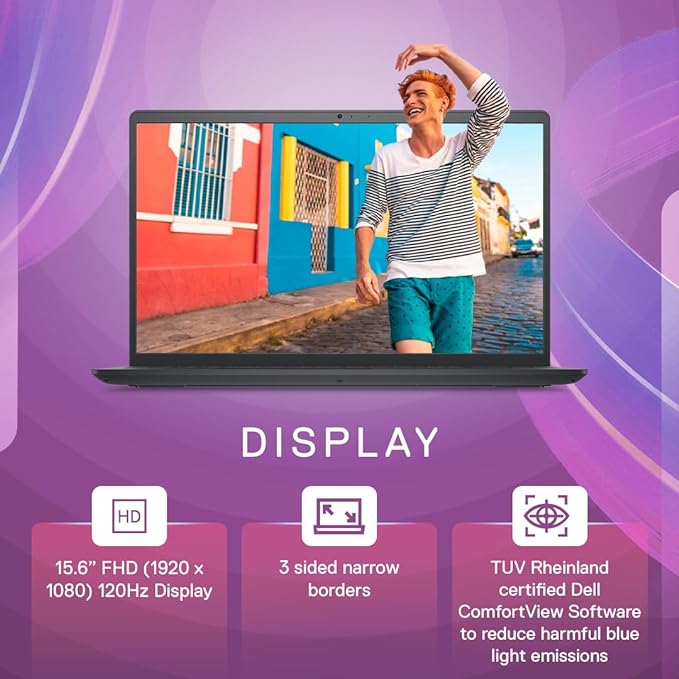 DISPLAY
HD
15.6” FHD (1920 x
1080) 120Hz Display
3 sided narrow
borders
TUV Rheinland
certified Dell
ComfortView Software
to reduce harmful blue
light emissions